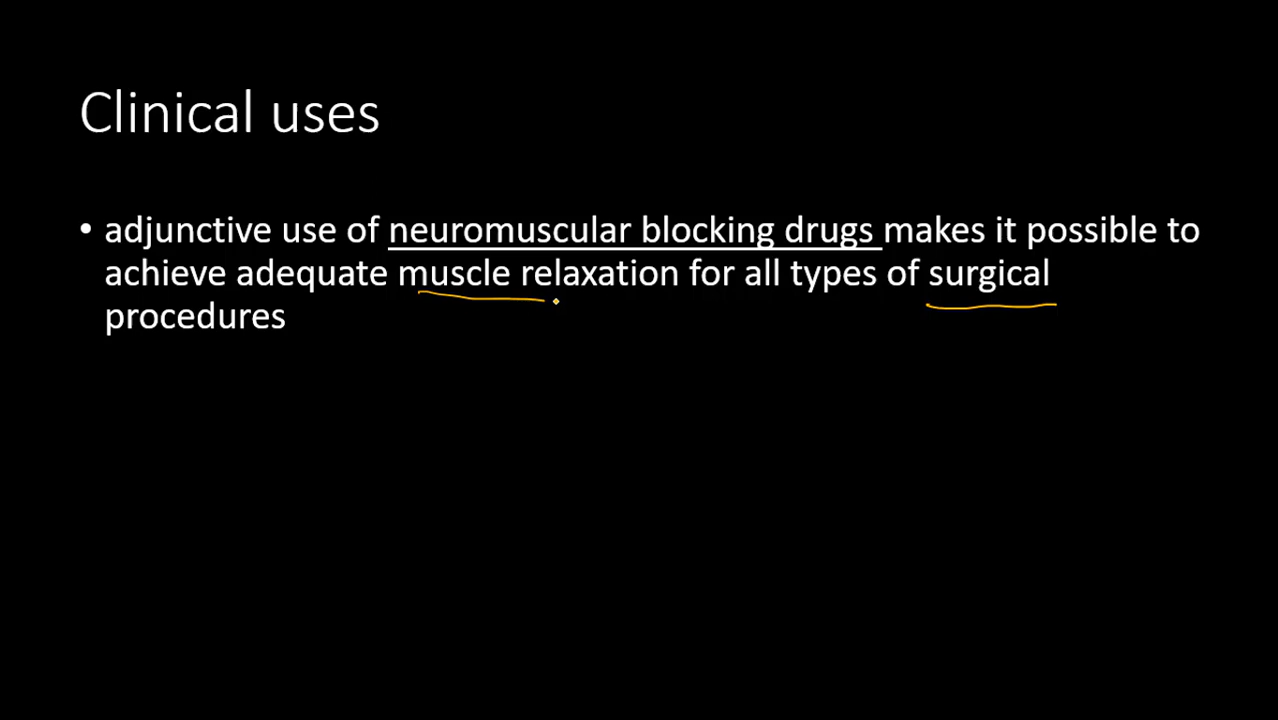 Clinical uses
• adjunctive use of neuromuscular blocking drugs makes it possible to
achieve adequate muscle relaxation for all types of surgical
procedures